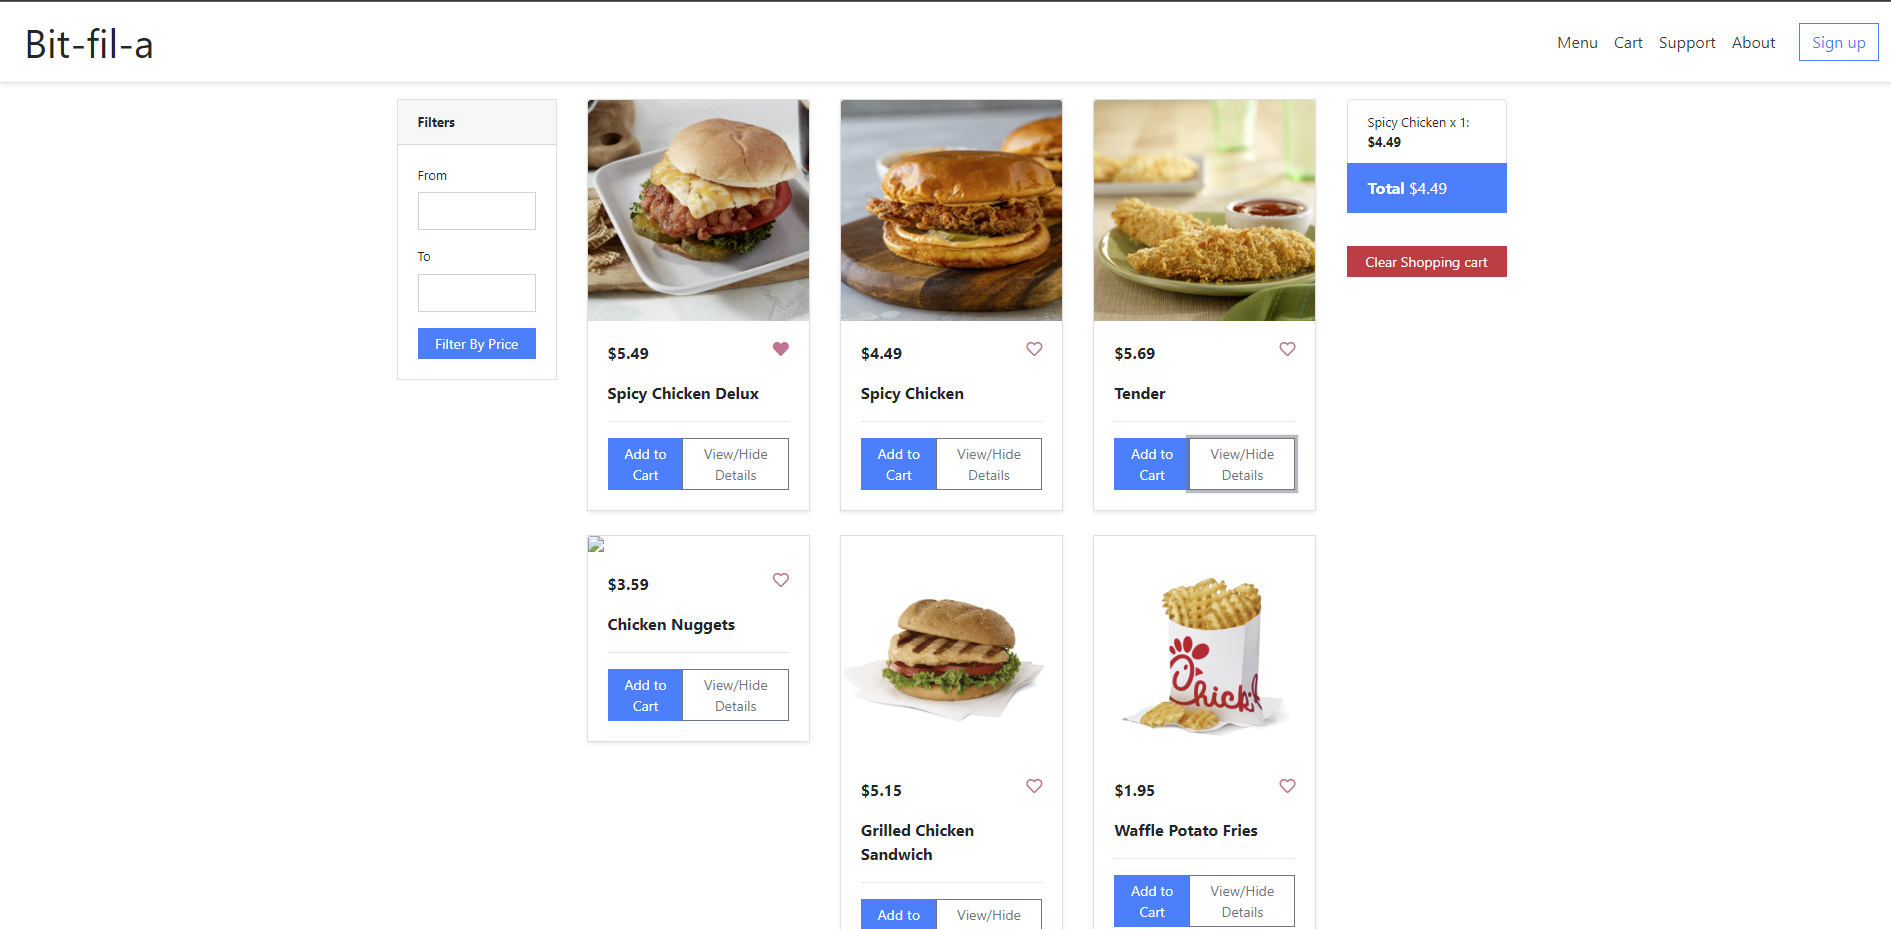 Bit-fil-a
Menu Cart Support About Sign up
Filters
From
To
Filter By Price
$5.49
Spicy Chicken Delux
Add to
Cart
View/Hide
Details
$4.49
Spicy Chicken
Add to
Cart
View/Hide
Details
$5.69
Tender
Add to
Cart
View/Hide
Details
$3.59
Chicken Nuggets
Add to
Cart
View/Hide
Details
$5.15
Grilled Chicken
Sandwich
Add to
View/Hide
Chick-f
$1.95
Waffle Potato Fries
Add to
Cart
View/Hide
Details
Spicy Chicken x 1:
$4.49
Total $4.49
Clear Shopping cart